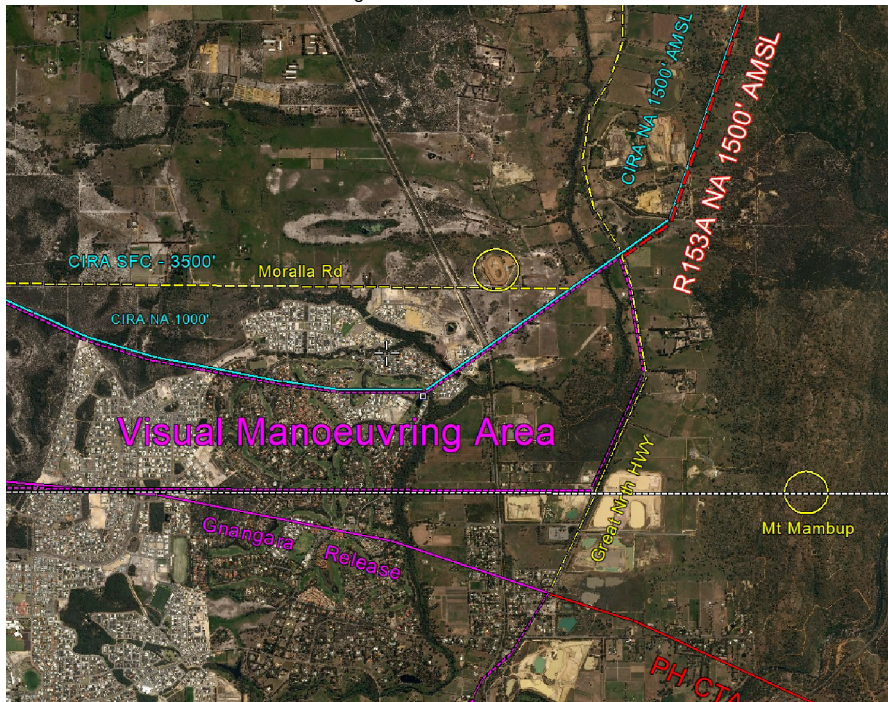 CIRA NA 1500' AMSL
R153A NA 1500' AMSL
CIRA SFC - 3500'
Moralla Rd
CIRA NA 1000'
Visual Manoeuvring Area
Great Nrth HWY
Mt Mambup
Gnangara Release
PH CTA